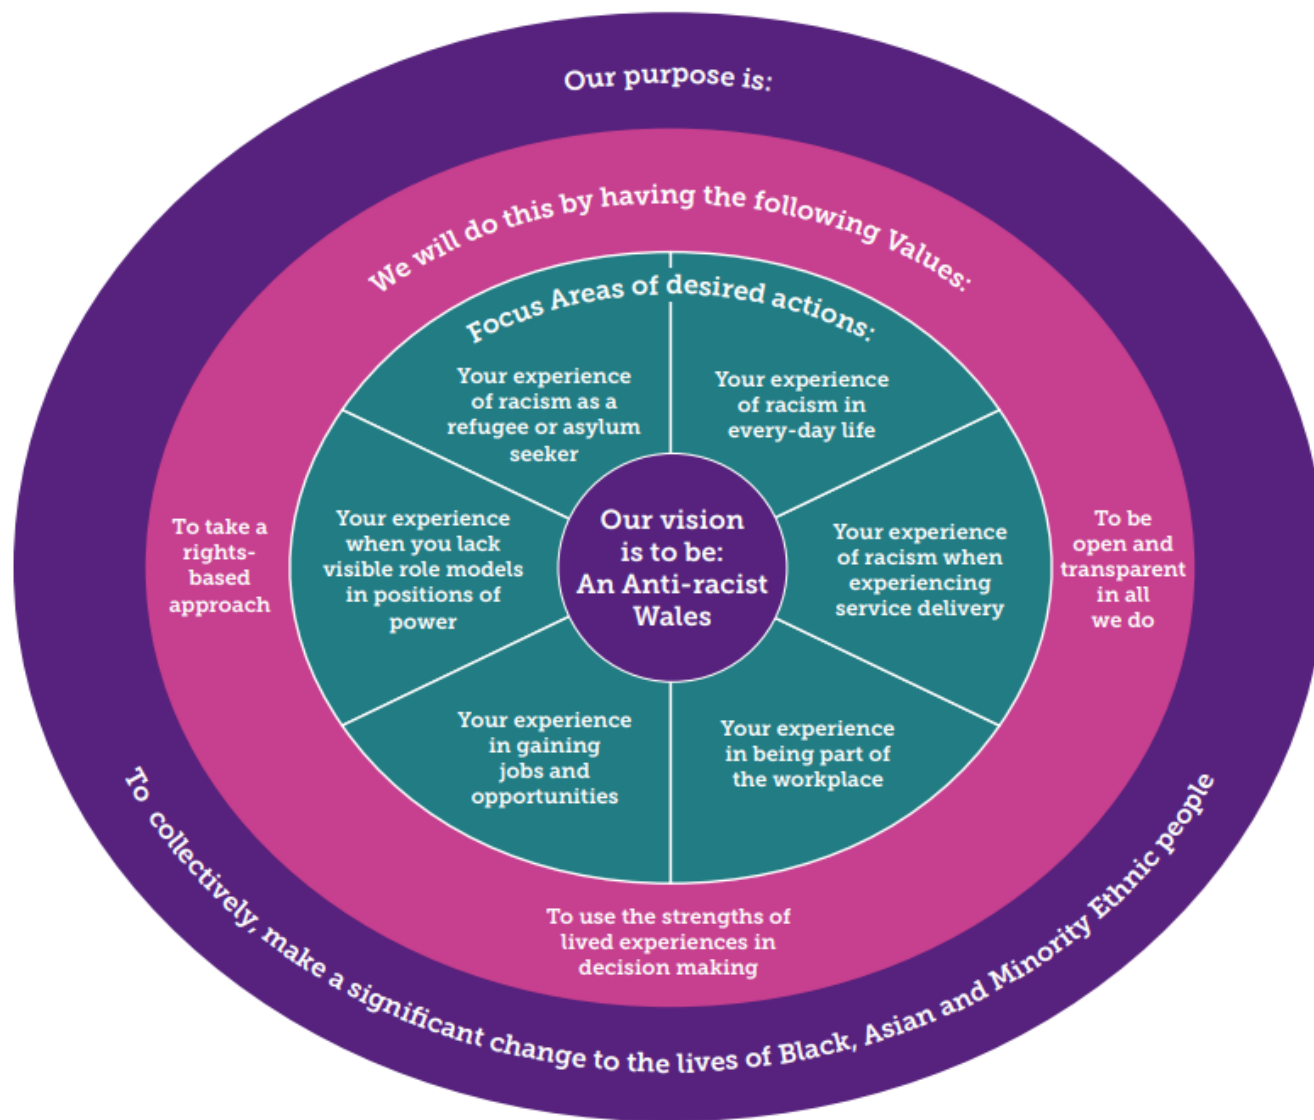 Our purpose is:
We will do this by having the following Values:
Focus Areas of desired actions:
Your experience
of racism as a
refugee or asylum
seeker
Your experience
of racism in
every-day life
Your experience
when you lack
visible role models
in positions of
power
Our vision
is to be:
An Anti-racist
Wales
Your experience
of racism when
experiencing
service delivery
Your experience
in gaining
jobs and
opportunities
Your experience
in being part of
the workplace
To take a
rights-
based
approach
To be
open and
transparent
in all
we do
To use the strengths of
lived experiences in
decision making
To collectively, make a significant change to the lives of Black, Asian and Minority Ethnic people